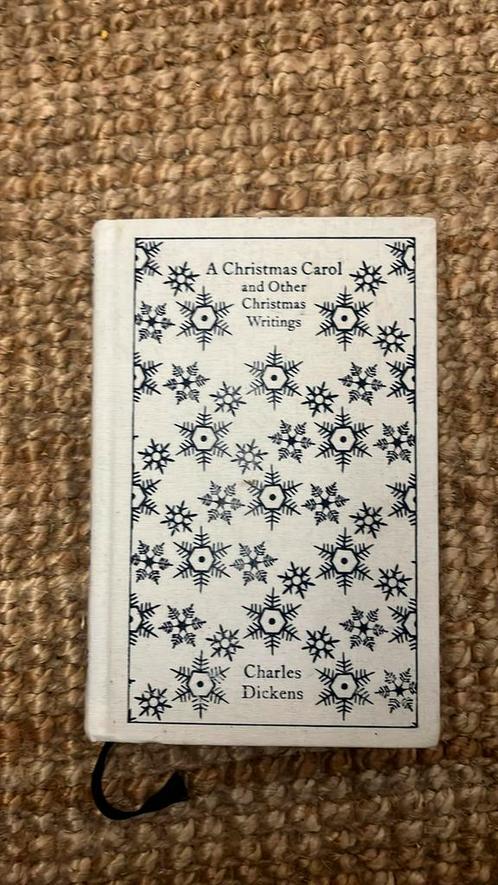 A Christmas Carol
and Other
Christmas
Writings
Charles
Dickens